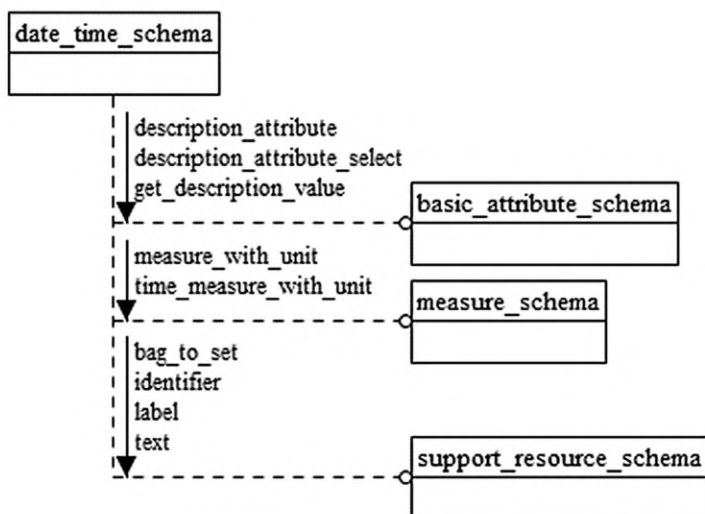 date_time_schema
description_attribute
description_attribute_select
get_description_value
basic_attribute_schema
measure_with_unit
time_measure_with_unit
measure_schema
bag_to_set
identifier
label
text
support_resource_schema